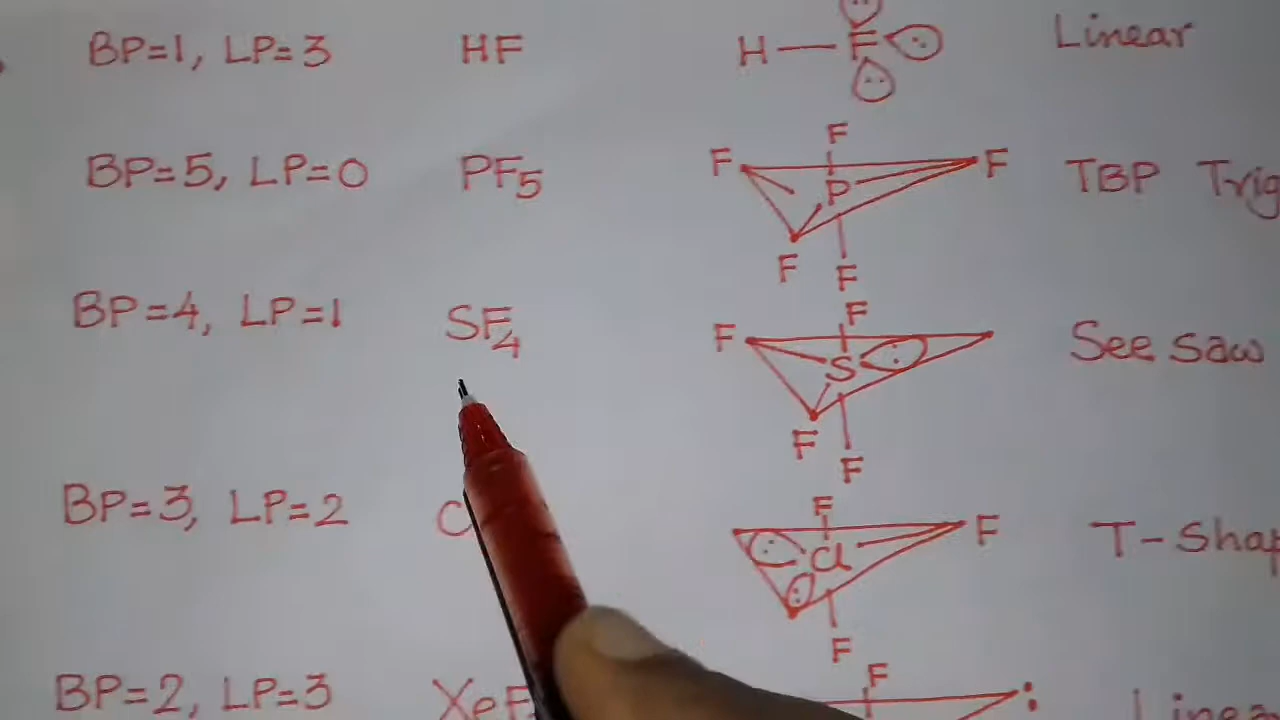 BP=1, LP=3 HF H F Linear
F
BP=5, LP=0 PF5 F P F TBP
F F
F
BP=4, LP=1 SF4 F S See saw
F F
F
BP=3, LP=2 Cl F T-
F
F
BP=2, LP=3